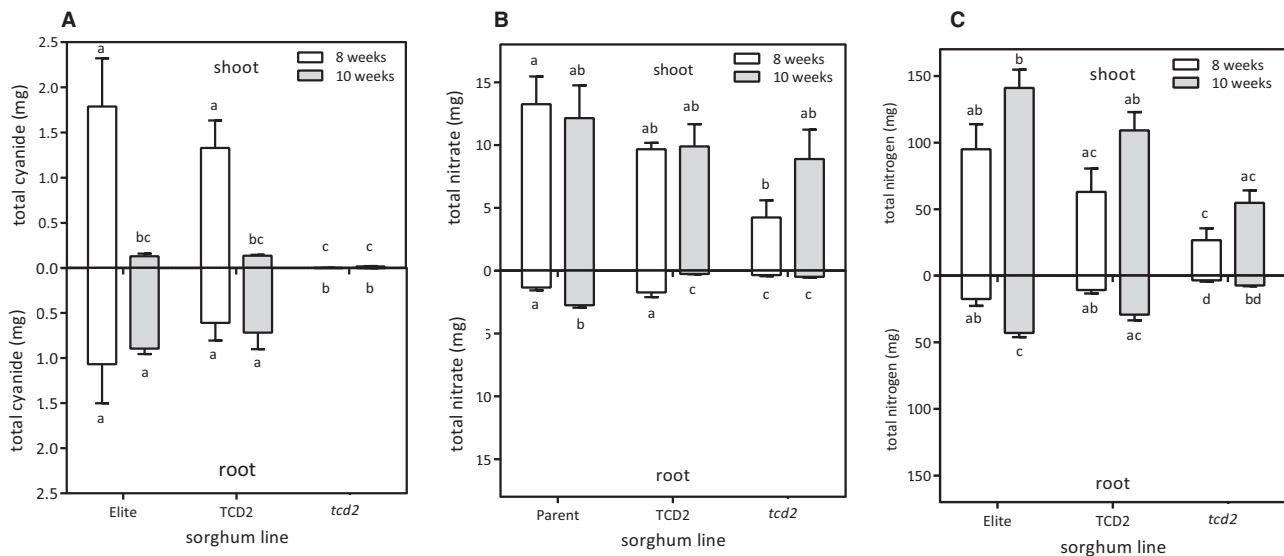 A
2.5
2.0
1.5
1.0
0.5
0.0
0.5
1.0
1.5
2.0
2.5
total cyanide (mg)
total cyanide (mg)
8 weeks
10 weeks
shoot
a
bc
a
bc
c
c
b
b
a
a
a
a
root
Elite
TCD2
tcd2
sorghum line
B
15
10
5
0
5
10
15
total nitrate (mg)
total nitrate (mg)
8 weeks
10 weeks
shoot
a
ab
ab
ab
b
ab
a
b
a
c
c
c
root
Parent
TCD2
tcd2
sorghum line
C
150
100
50
0
50
100
150
total nitrogen (mg)
total nitrogen (mg)
8 weeks
10 weeks
shoot
ab
b
ac
ab
c
ac
ab
c
ab
ac
d
bd
root
Elite
TCD2
tcd2
sorghum line